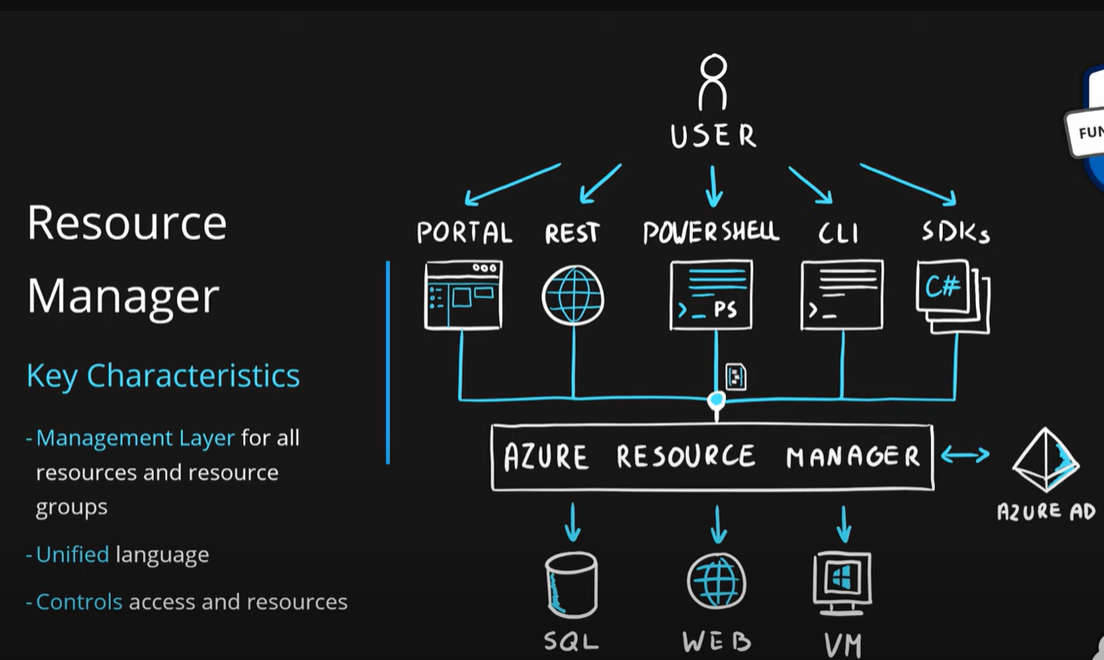 Resource
Manager
Key Characteristics
- Management Layer for all
resources and resource
groups
- Unified language
- Controls access and resources
USER
PORTAL REST POWERSHELL CLI SDKs
>_ PS >_ C#
AZURE RESOURCE MANAGER
AZURE AD
SQL WEB VM
FUN